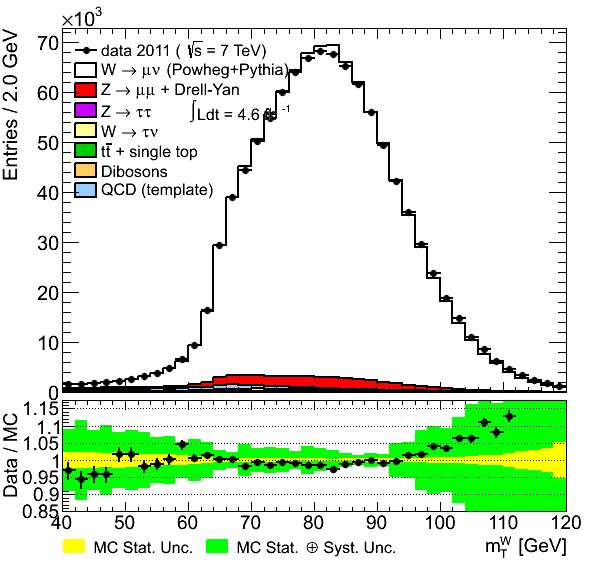 ×10³
Entries / 2.0 GeV
70
60
50
40
30
20
10
0
data 2011 ( √s = 7 TeV)
W → μν (Powheg+Pythia)
Z → μμ + Drell-Yan
Z → ττ
∫Ldt = 4.6 fb⁻¹
W → τν
tt̄ + single top
Dibosons
QCD (template)
Data / MC
1.15
1.1
1.05
1
0.95
0.9
0.85
40 50 60 70 80 90 100 110 120
m_T^W [GeV]
MC Stat. Unc. MC Stat. ⊕ Syst. Unc.